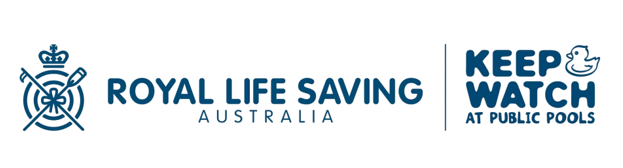 ROYAL LIFE SAVING
AUSTRALIA
KEEP
WATCH
AT PUBLIC POOLS